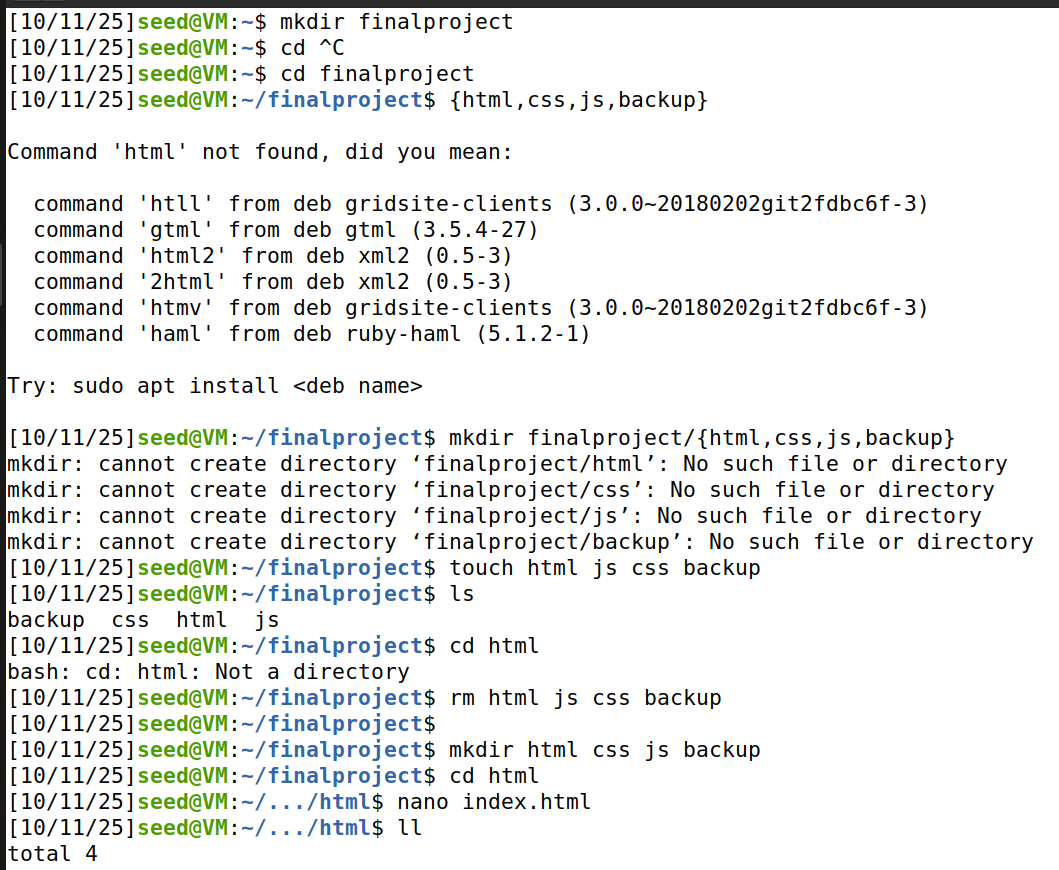 [10/11/25]seed@VM:~$ mkdir finalproject
[10/11/25]seed@VM:~$ cd ^C
[10/11/25]seed@VM:~$ cd finalproject
[10/11/25]seed@VM:~/finalproject$ {html,css,js,backup}

Command 'html' not found, did you mean:

  command 'htll' from deb gridsite-clients (3.0.0~20180202git2fdbc6f-3)
  command 'gtml' from deb gtml (3.5.4-27)
  command 'html2' from deb xml2 (0.5-3)
  command '2html' from deb xml2 (0.5-3)
  command 'htmv' from deb gridsite-clients (3.0.0~20180202git2fdbc6f-3)
  command 'haml' from deb ruby-haml (5.1.2-1)

Try: sudo apt install <deb name>

[10/11/25]seed@VM:~/finalproject$ mkdir finalproject/{html,css,js,backup}
mkdir: cannot create directory ‘finalproject/html’: No such file or directory
mkdir: cannot create directory ‘finalproject/css’: No such file or directory
mkdir: cannot create directory ‘finalproject/js’: No such file or directory
mkdir: cannot create directory ‘finalproject/backup’: No such file or directory
[10/11/25]seed@VM:~/finalproject$ touch html js css backup
[10/11/25]seed@VM:~/finalproject$ ls
backup  css  html  js
[10/11/25]seed@VM:~/finalproject$ cd html
bash: cd: html: Not a directory
[10/11/25]seed@VM:~/finalproject$ rm html js css backup
[10/11/25]seed@VM:~/finalproject$
[10/11/25]seed@VM:~/finalproject$ mkdir html css js backup
[10/11/25]seed@VM:~/finalproject$ cd html
[10/11/25]seed@VM:~/.../html$ nano index.html
[10/11/25]seed@VM:~/.../html$ ll
total 4